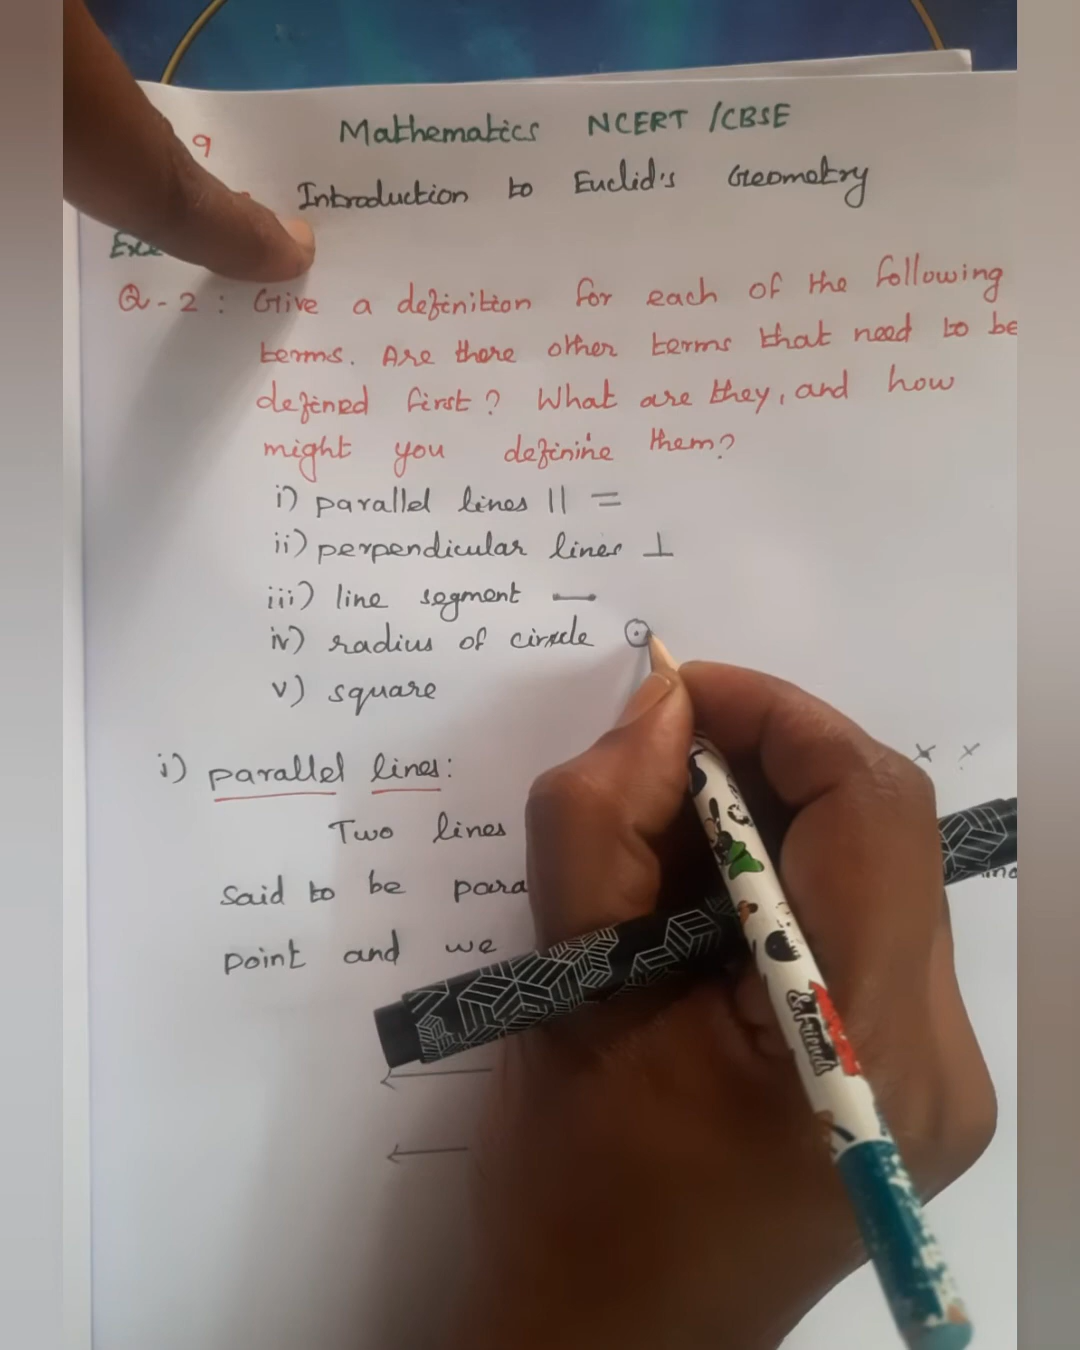 9
Mathematics NCERT /CBSE
Introduction to Euclid's Geometry
Q-2: Give a definition for each of the following
terms. Are there other terms that need to be
defined first? What are they, and how
might you definine them?
i) parallel lines || =
ii) perpendicular lines ⊥
iii) line segment
iv) radius of circle
v) square
i) parallel lines:
Two lines
said to be para
point and we
& Friends